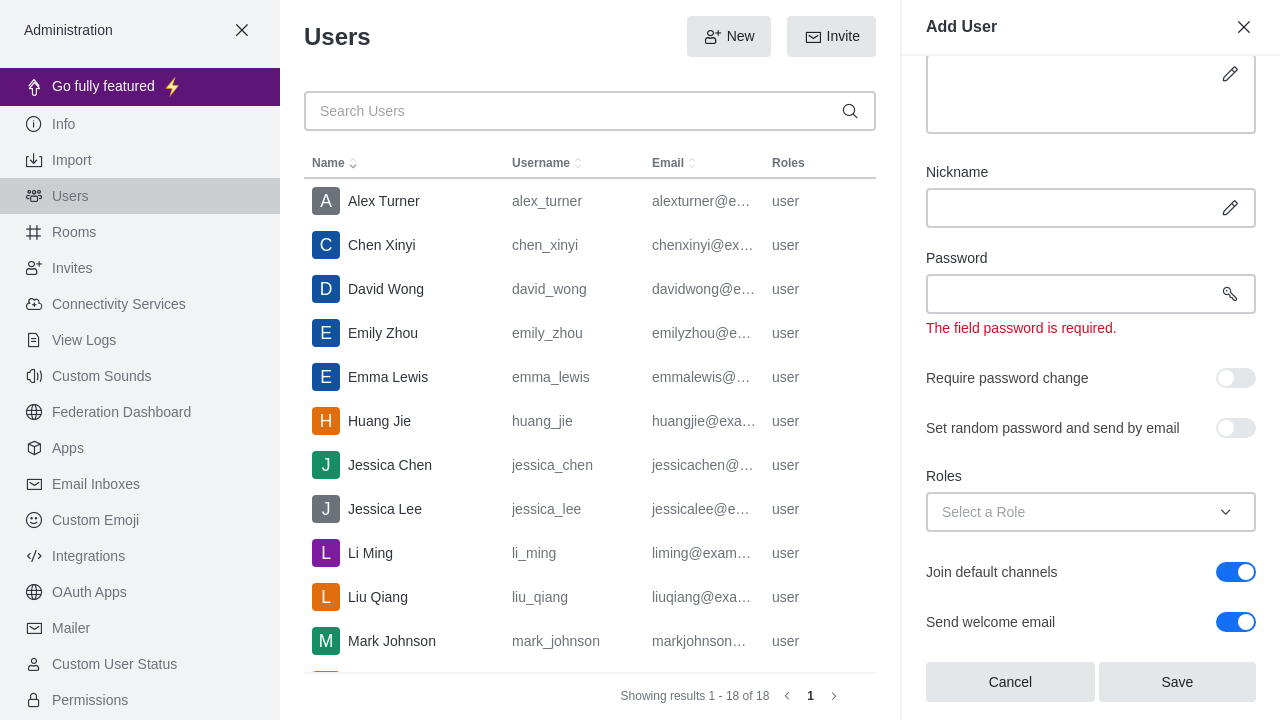 Administration
Go fully featured ⚡
Info
Import
Users
Rooms
Invites
Connectivity Services
View Logs
Custom Sounds
Federation Dashboard
Apps
Email Inboxes
Custom Emoji
Integrations
OAuth Apps
Mailer
Custom User Status
Permissions
Users
New
Invite
Search Users
Name Username Email Roles
A Alex Turner alex_turner alexturner@e… user
C Chen Xinyi chen_xinyi chenxinyi@ex… user
D David Wong david_wong davidwong@e… user
E Emily Zhou emily_zhou emilyzhou@e… user
E Emma Lewis emma_lewis emmalewis@… user
H Huang Jie huang_jie huangjie@exa… user
J Jessica Chen jessica_chen jessicachen@… user
J Jessica Lee jessica_lee jessicalee@e… user
L Li Ming li_ming liming@exam… user
L Liu Qiang liu_qiang liuqiang@exa… user
M Mark Johnson mark_johnson markjohnson… user
Showing results 1 - 18 of 18 1
Add User
Nickname
Password
The field password is required.
Require password change
Set random password and send by email
Roles
Select a Role
Join default channels
Send welcome email
Cancel Save